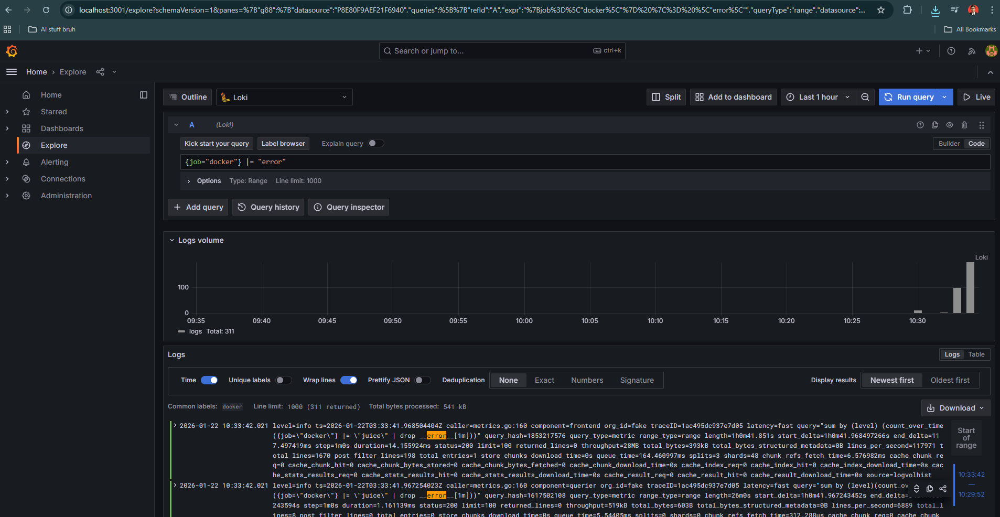 localhost:3001/explore?schemaVersion=1&panes=%7B"g88":%7B"datasource":"P8E80F9AEF21F6940","queries":%5B%7B"refId":"A","expr":"%7Bjob%3D%5C"docker%5C"%7D%20%7C%3D%20%5C"error%5C"","queryType":"range","datasource":...
AI stuff bruh
All Bookmarks
Search or jump to...
ctrl+k
Home › Explore
Home
Starred
Dashboards
Explore
Alerting
Connections
Administration
Outline
Loki
Split
Add to dashboard
Last 1 hour
Run query
Live
A (Loki)
Kick start your query
Label browser
Explain query
Builder
Code
{job="docker"} |= "error"
Options Type: Range Line limit: 1000
+ Add query
Query history
Query inspector
Logs volume
Loki
100
0
09:35 09:40 09:45 09:50 09:55 10:00 10:05 10:10 10:15 10:20 10:25 10:30
logs Total: 311
Logs
Logs Table
Time
Unique labels
Wrap lines
Prettify JSON
Deduplication
None Exact Numbers Signature
Display results
Newest first Oldest first
Common labels: docker Line limit: 1000 (311 returned) Total bytes processed: 541 kB
Download
2026-01-22 10:33:42.021 level=info ts=2026-01-22T03:33:41.968504404Z caller=metrics.go:160 component=frontend org_id=fake traceID=1ac495dc937e7d05 latency=fast query="sum by (level) (count_over_time
({job=\"docker\"} |= \"juice\" | drop __error__[1m]))" query_hash=1853217576 query_type=metric range_type=range length=1h0m41.851s start_delta=1h0m41.968497266s end_delta=11
7.497419ms step=1m0s duration=14.155924ms status=200 limit=100 returned_lines=0 throughput=28MB total_bytes=393kB total_bytes_structured_metadata=0B lines_per_second=117971 t
otal_lines=1670 post_filter_lines=198 total_entries=1 store_chunks_download_time=0s queue_time=164.460997ms splits=3 shards=48 chunk_refs_fetch_time=6.576982ms cache_chunk_re
q=0 cache_chunk_hit=0 cache_chunk_bytes_stored=0 cache_chunk_bytes_fetched=0 cache_chunk_download_time=0s cache_index_req=0 cache_index_hit=0 cache_index_download_time=0s cac
he_stats_results_req=0 cache_stats_results_hit=0 cache_stats_results_download_time=0s cache_result_req=0 cache_result_hit=0 cache_result_download_time=0s source=logvolhist
2026-01-22 10:33:42.021 level=info ts=2026-01-22T03:33:41.967254023Z caller=metrics.go:160 component=querier org_id=fake traceID=1ac495dc937e7d05 latency=fast query="sum by (level)(count_ov
({job=\"docker\"} |= \"juice\" | drop __error__[1m]))" query_hash=1617502108 query_type=metric range_type=range length=26m0s start_delta=1h0m41.967243452s end_delta=
243594s step=1m0s duration=1.161139ms status=200 limit=100 returned_lines=0 throughput=519kB total_bytes=603B total_bytes_structured_metadata=0B lines_per_second=6889 total_l
ines=8 post_filter_lines=0 total_entries=0 store_chunks_download_time=0s queue_time=5.54405ms splits=0 shards=0 chunk_refs_fetch_time=312.288us cache_chunk_req=0 cache_chunk
Start
of
range
10:33:42
—
10:29:52